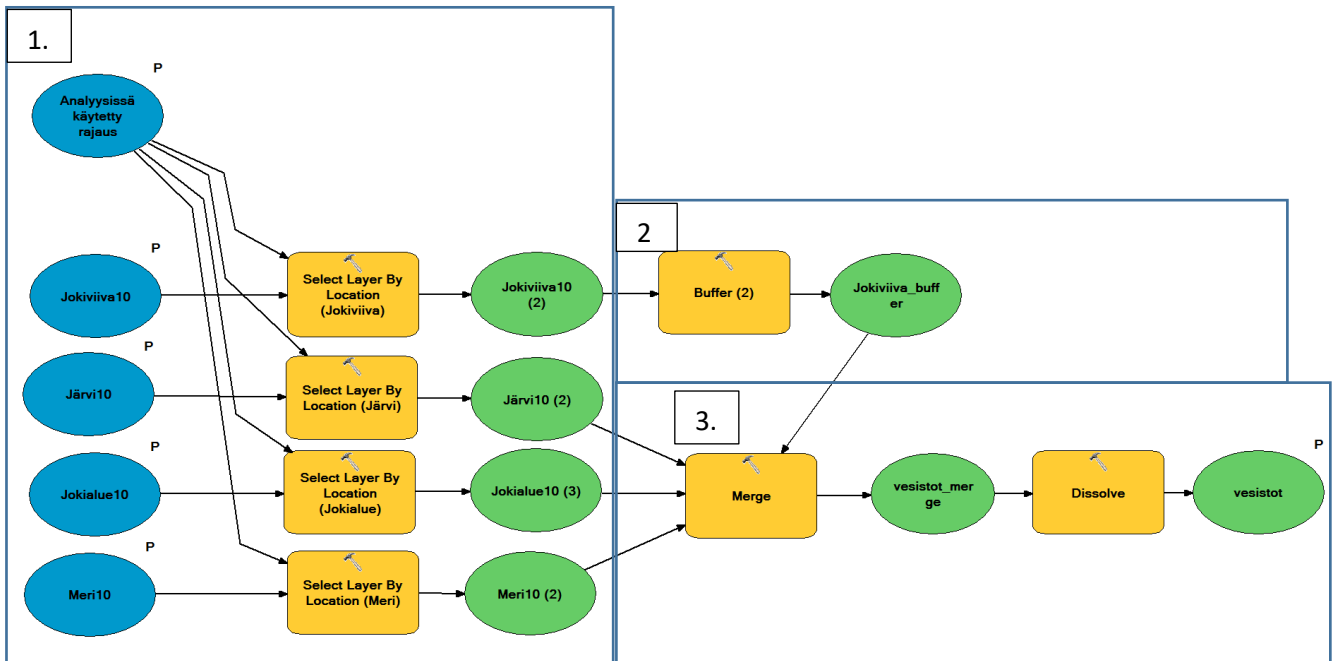 1.
P
Analyysissä
käytetty
rajaus
P
Jokiviiva10
Select Layer By
Location
(Jokiviiva)
Jokiviiva10
(2)
P
Järvi10
Select Layer By
Location (Järvi)
Järvi10 (2)
P
Jokialue10
Select Layer By
Location
(Jokialue)
Jokialue10 (3)
P
Meri10
Select Layer By
Location (Meri)
Meri10 (2)
2
Buffer (2)
Jokiviiva_buff
er
3.
Merge
vesistot_mer
ge
Dissolve
P
vesistot